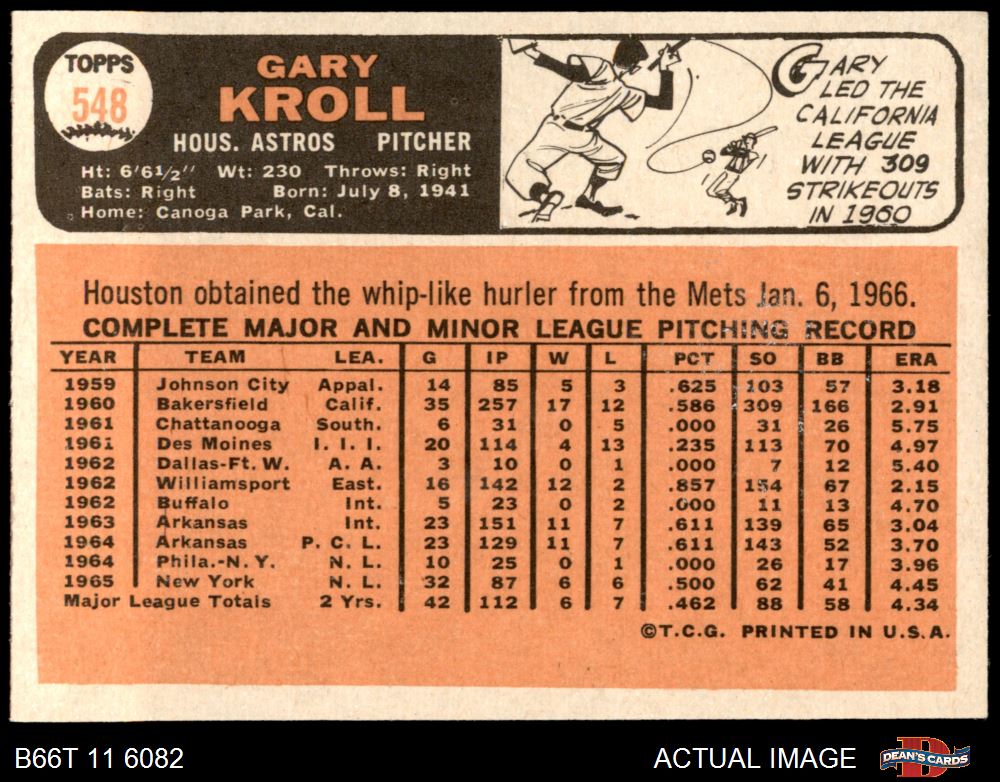 TOPPS
548
GARY
KROLL
HOUS. ASTROS PITCHER
Ht: 6'6½" Wt: 230 Throws: Right
Bats: Right Born: July 8, 1941
Home: Canoga Park, Cal.
GARY
LED THE
CALIFORNIA
LEAGUE
WITH 309
STRIKEOUTS
IN 1960
Houston obtained the whip-like hurler from the Mets Jan. 6, 1966.
COMPLETE MAJOR AND MINOR LEAGUE PITCHING RECORD
YEAR TEAM LEA. G IP W L PCT SO BB ERA
1959 Johnson City Appal. 14 85 5 3 .625 103 57 3.18
1960 Bakersfield Calif. 35 257 17 12 .586 309 166 2.91
1961 Chattanooga South. 6 31 0 5 .000 31 26 5.75
1961 Des Moines I. I. I. 20 114 4 13 .235 113 70 4.97
1962 Dallas-Ft. W. A. A. 3 10 0 1 .000 7 12 5.40
1962 Williamsport East. 16 142 12 2 .857 154 67 2.15
1962 Buffalo Int. 5 23 0 2 .000 11 13 4.70
1963 Arkansas Int. 23 151 11 7 .611 139 65 3.04
1964 Arkansas P. C. L. 23 129 11 7 .611 143 52 3.70
1964 Phila.-N. Y. N. L. 10 25 0 1 .000 26 17 3.96
1965 New York N. L. 32 87 6 6 .500 62 41 4.45
Major League Totals 2 Yrs. 42 112 6 7 .462 88 58 4.34
©T.C.G. PRINTED IN U.S.A.
B66T 11 6082 ACTUAL IMAGE DEAN'S CARDS